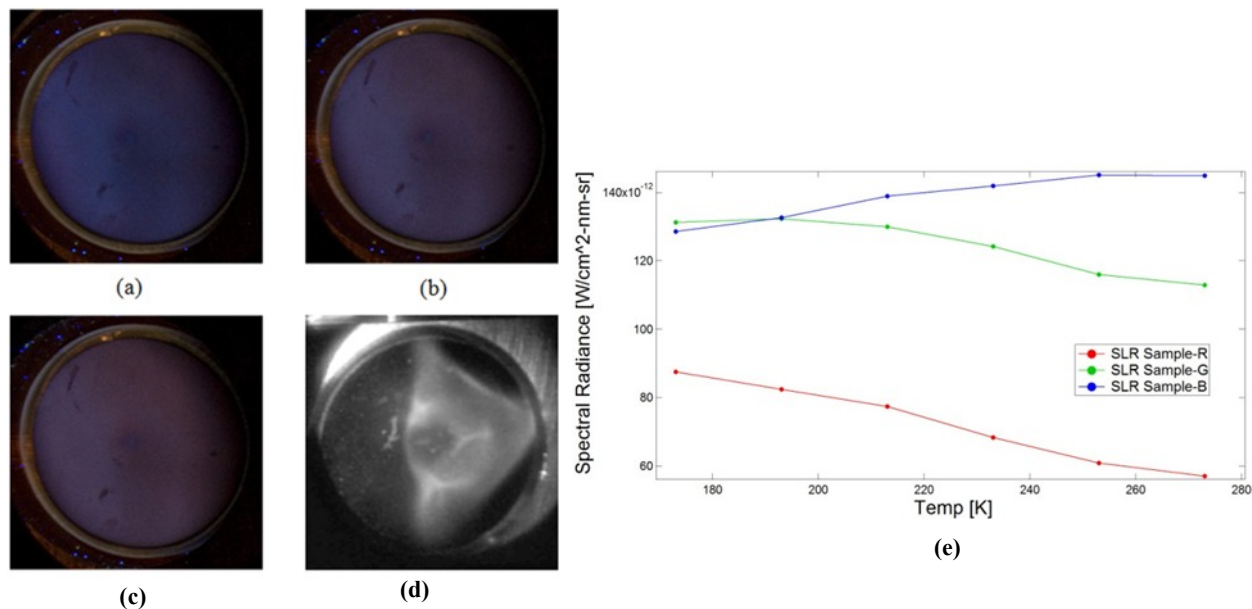 (a)
(b)
(c)
(d)
140x10-12
120
100
80
60
Spectral Radiance [W/cm^2-nm-sr]
SLR Sample-R
SLR Sample-G
SLR Sample-B
180
200
220
240
260
280
Temp [K]
(e)